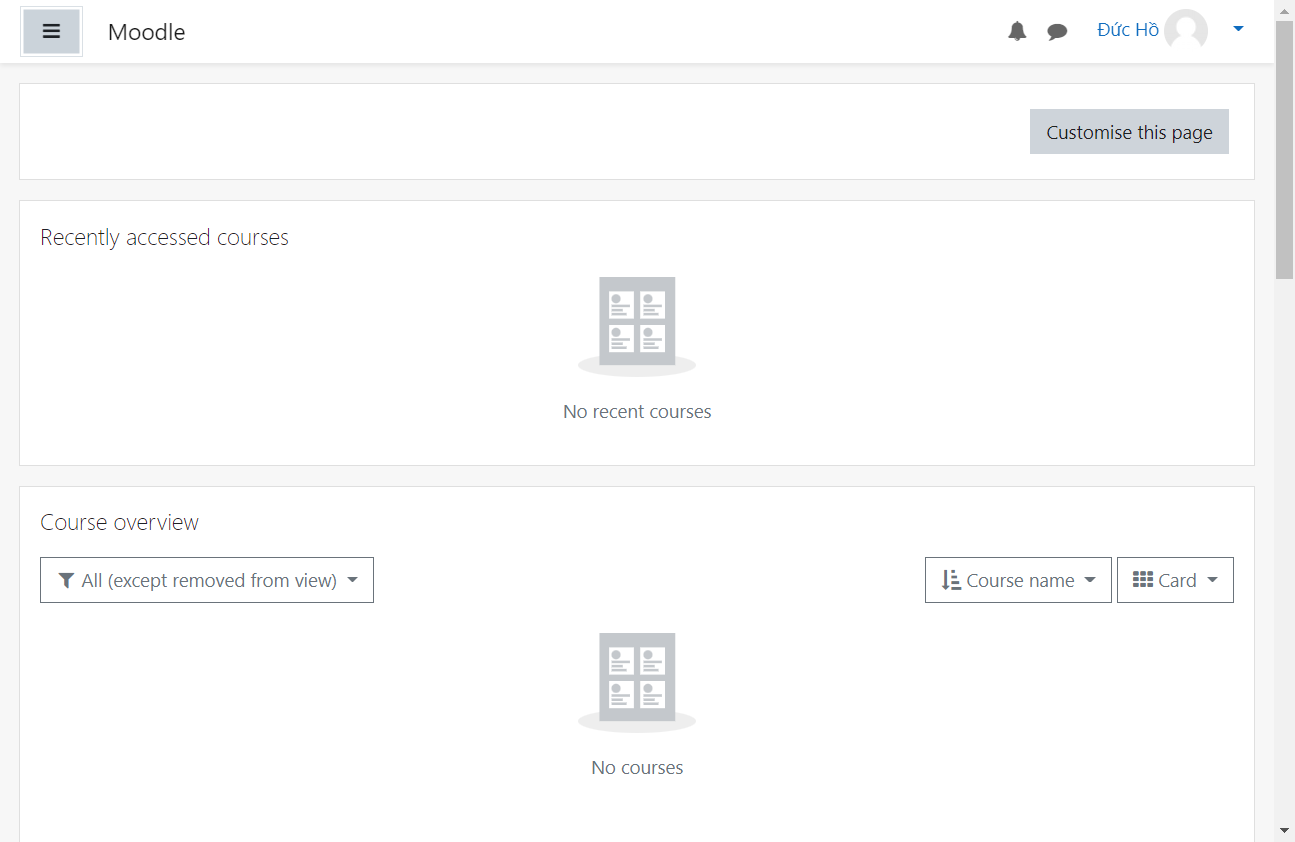 Moodle
Đức Hồ
Customise this page
Recently accessed courses
No recent courses
Course overview
All (except removed from view)
Course name
Card
No courses